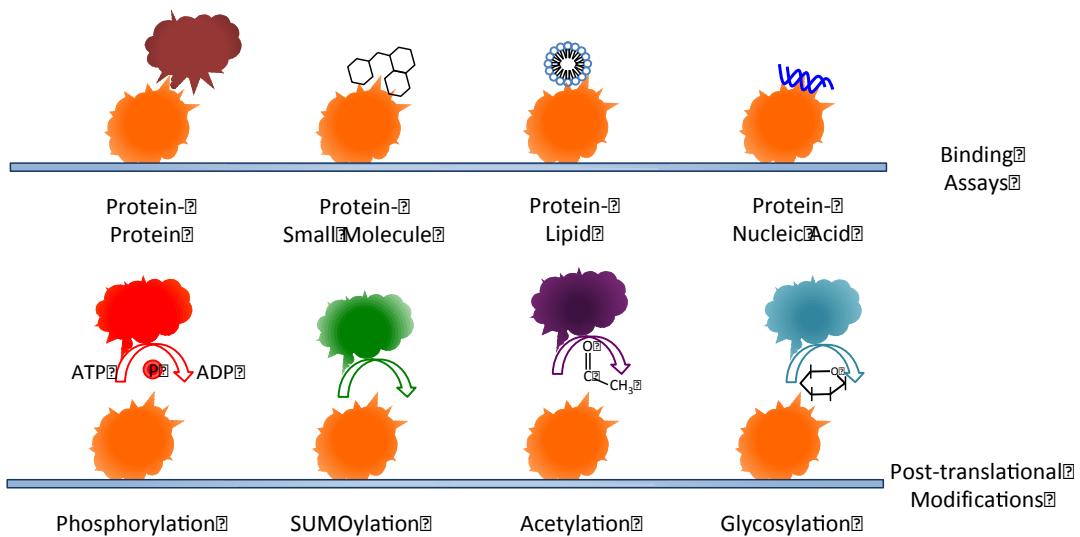 Binding
Assays
Protein-
Protein
Protein-
Small Molecule
Protein-
Lipid
Protein-
Nucleic Acid
ATP
P
ADP
O
C
CH₃
O
Post-translational
Modifications
Phosphorylation
SUMOylation
Acetylation
Glycosylation